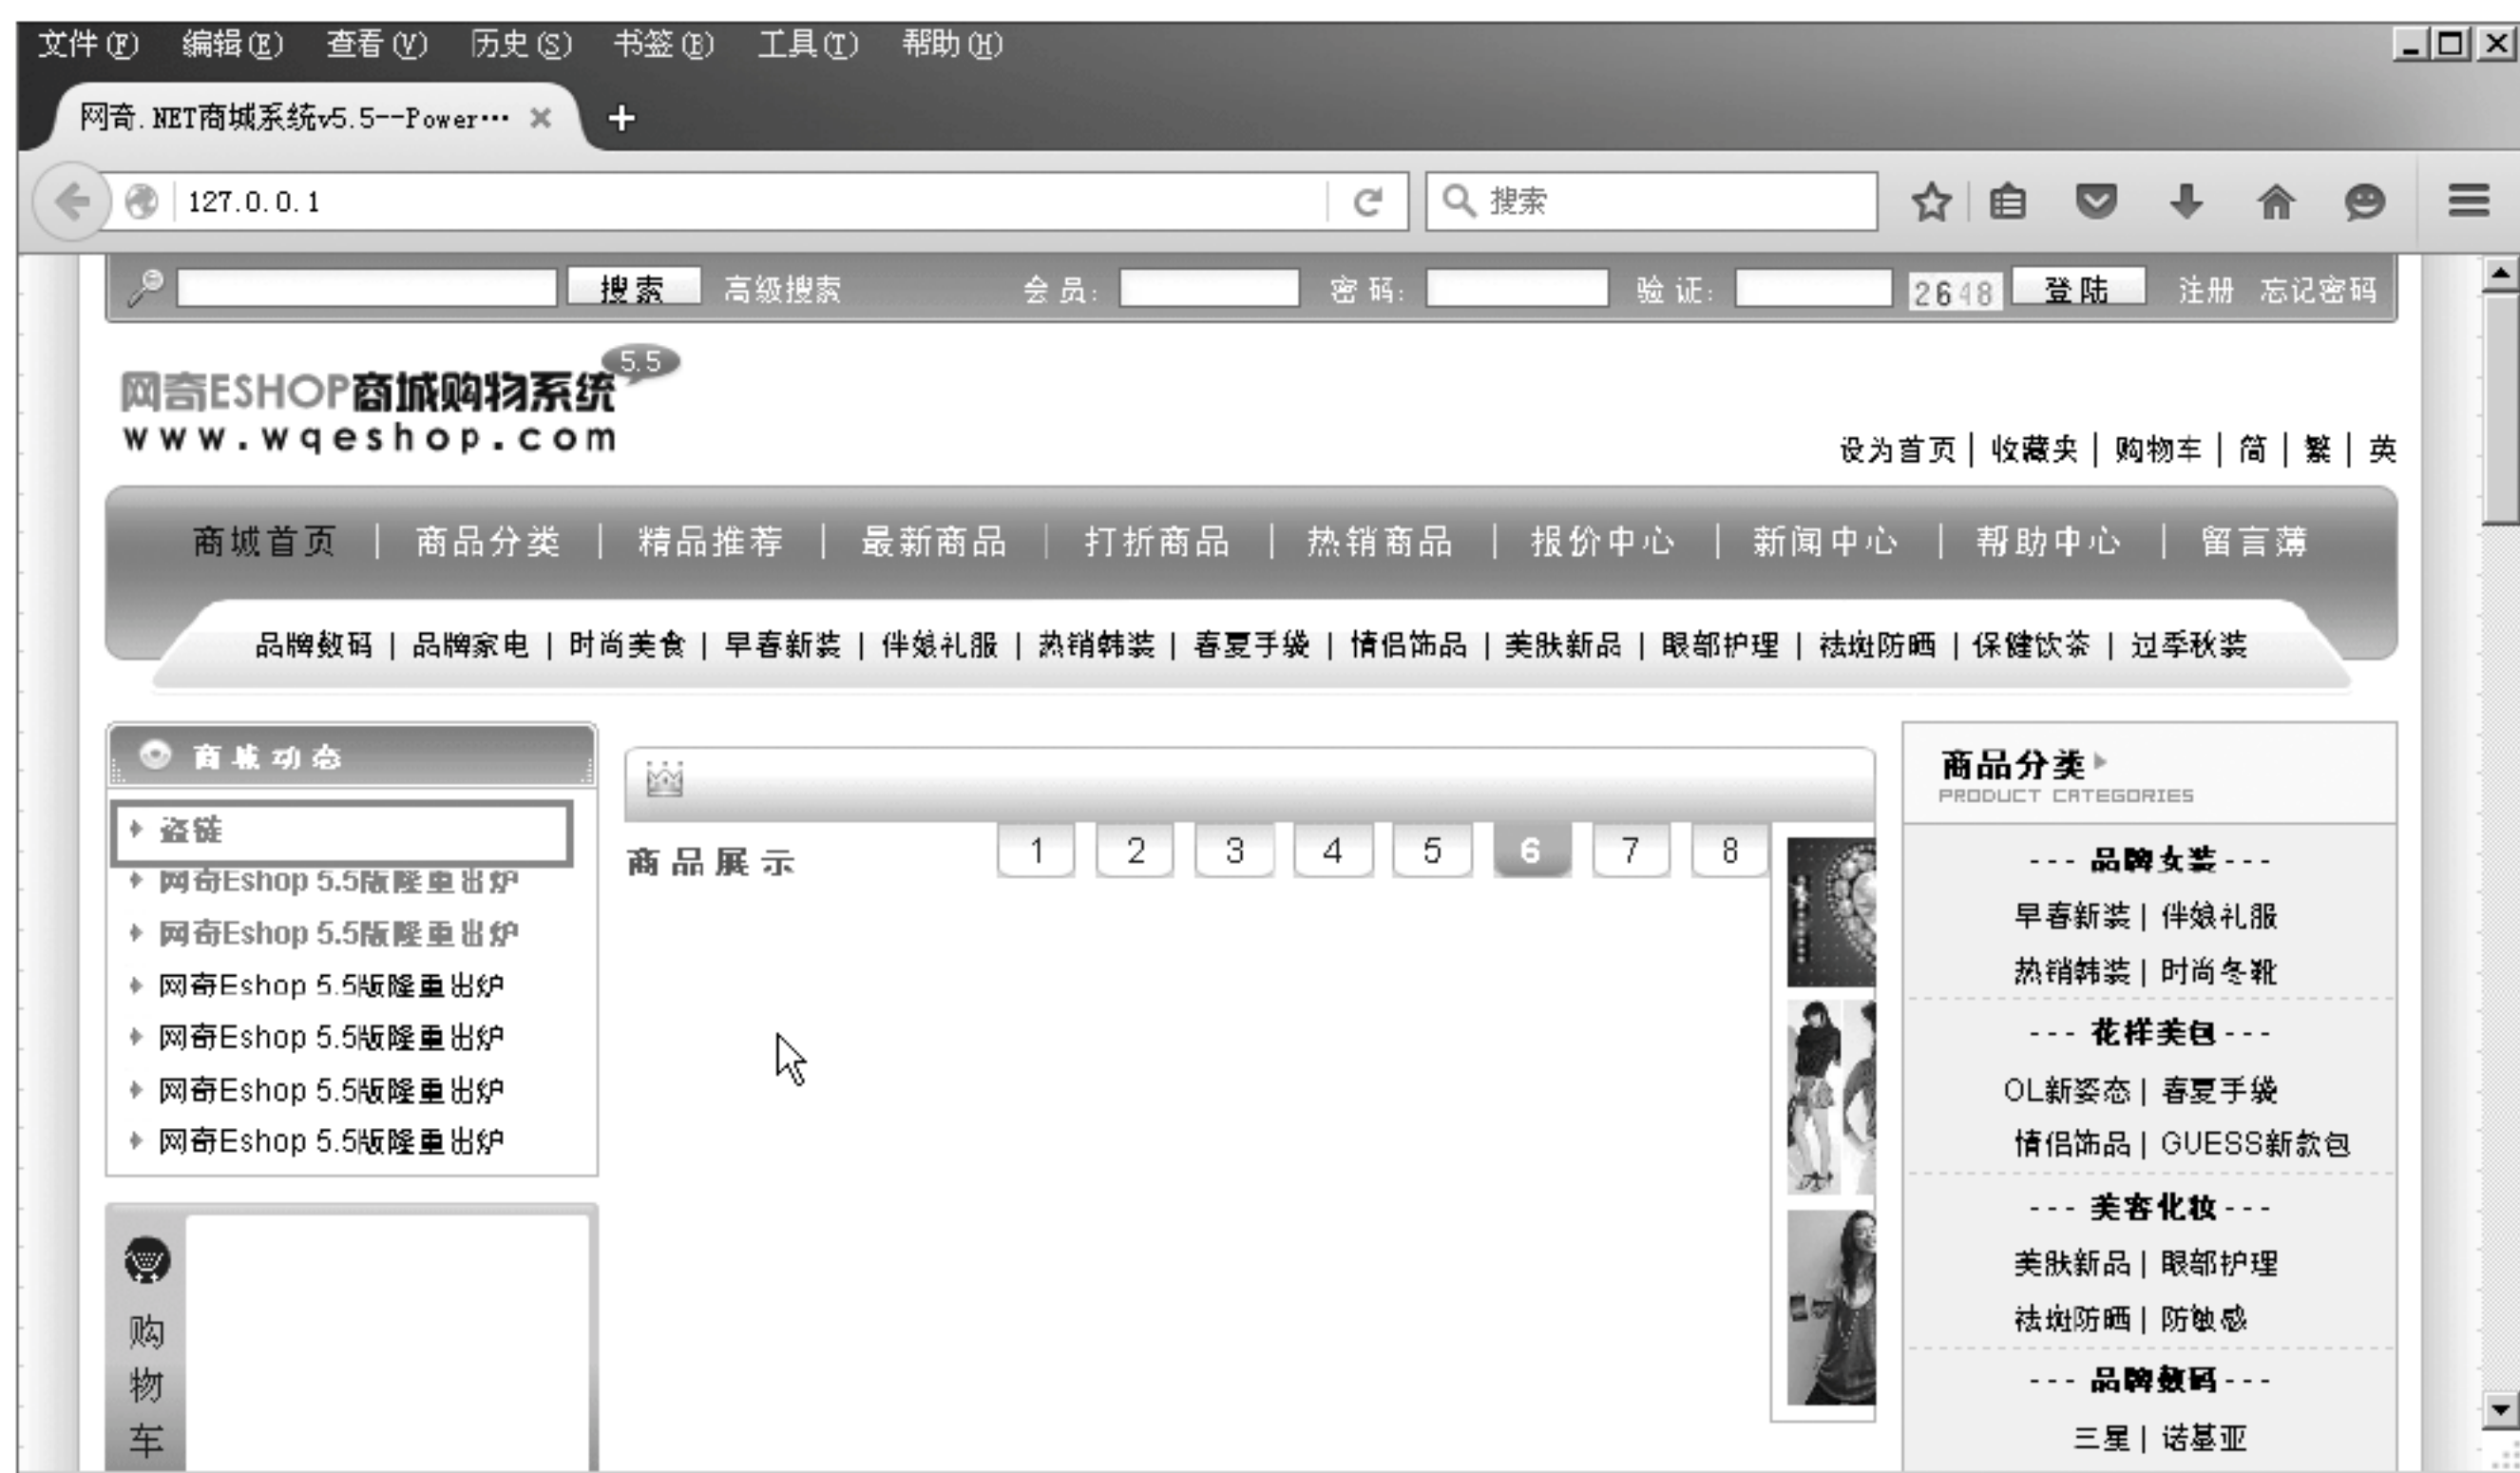 文件(F) 编辑(E) 查看(V) 历史(S) 书签(B) 工具(T) 帮助(H)
网奇.NET商城系统v5.5--Power…
127.0.0.1 搜索
搜索 高级搜索 会员: 密码: 验证: 2648 登陆 注册 忘记密码
5.5
网奇ESHOP商城购物系统
www.wqeshop.com
设为首页 | 收藏夹 | 购物车 | 简 | 繁 | 英
商城首页 | 商品分类 | 精品推荐 | 最新商品 | 打折商品 | 热销商品 | 报价中心 | 新闻中心 | 帮助中心 | 留言薄
品牌数码 | 品牌家电 | 时尚美食 | 早春新装 | 伴娘礼服 | 热销韩装 | 春夏手袋 | 情侣饰品 | 美肤新品 | 眼部护理 | 祛斑防晒 | 保健饮茶 | 过季秋装
商城动态
盗链
网奇Eshop 5.5版隆重出炉
网奇Eshop 5.5版隆重出炉
网奇Eshop 5.5版隆重出炉
网奇Eshop 5.5版隆重出炉
网奇Eshop 5.5版隆重出炉
网奇Eshop 5.5版隆重出炉
购物车
商品展示 1 2 3 4 5 6 7 8
商品分类
PRODUCT CATEGORIES
--- 品牌女装 ---
早春新装 | 伴娘礼服
热销韩装 | 时尚冬靴
--- 花样美包 ---
OL新姿态 | 春夏手袋
情侣饰品 | GUESS新款包
--- 美容化妆 ---
美肤新品 | 眼部护理
祛斑防晒 | 防敏感
--- 品牌数码 ---
三星 | 诺基亚